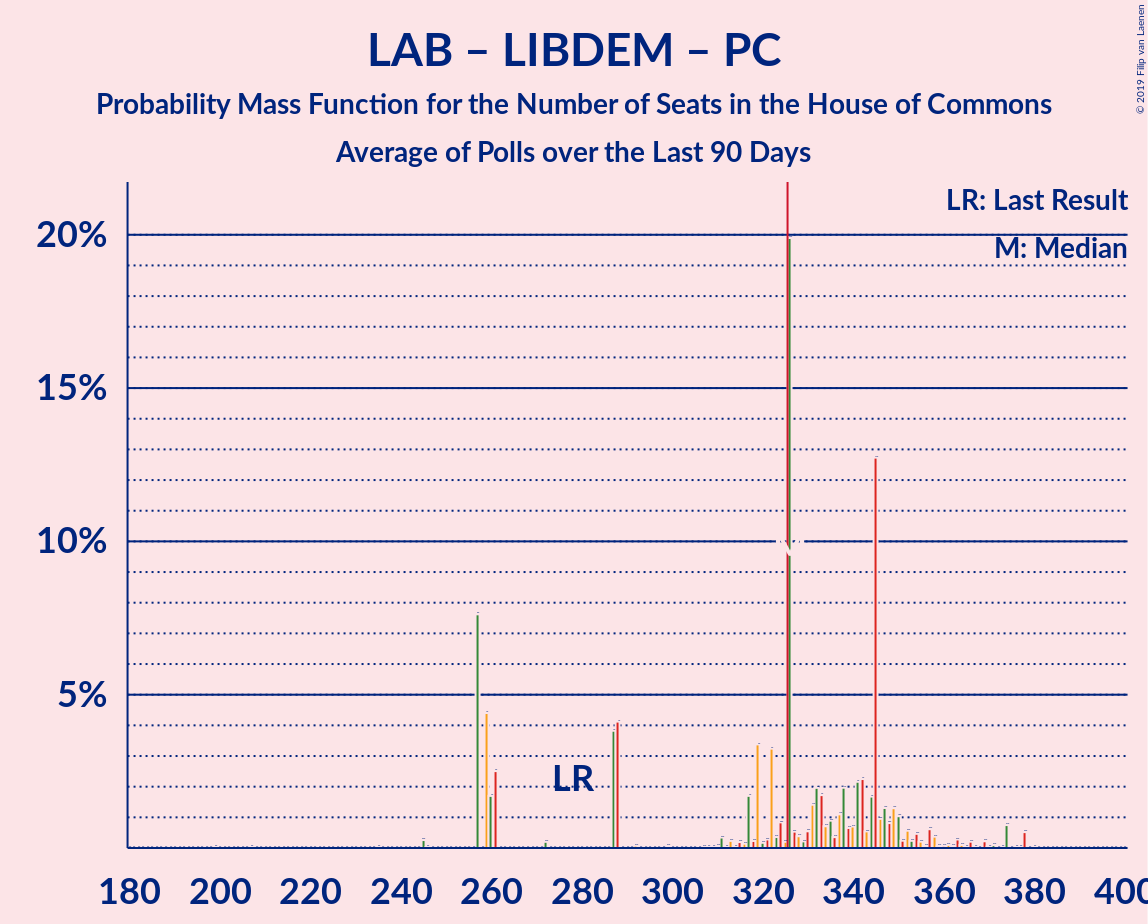 LAB – LIBDEM – PC
Probability Mass Function for the Number of Seats in the House of Commons
Average of Polls over the Last 90 Days
© 2019 Filip van Laenen
LR: Last Result
M: Median
20%
15%
10%
5%
M
LR
180 200 220 240 260 280 300 320 340 360 380 400